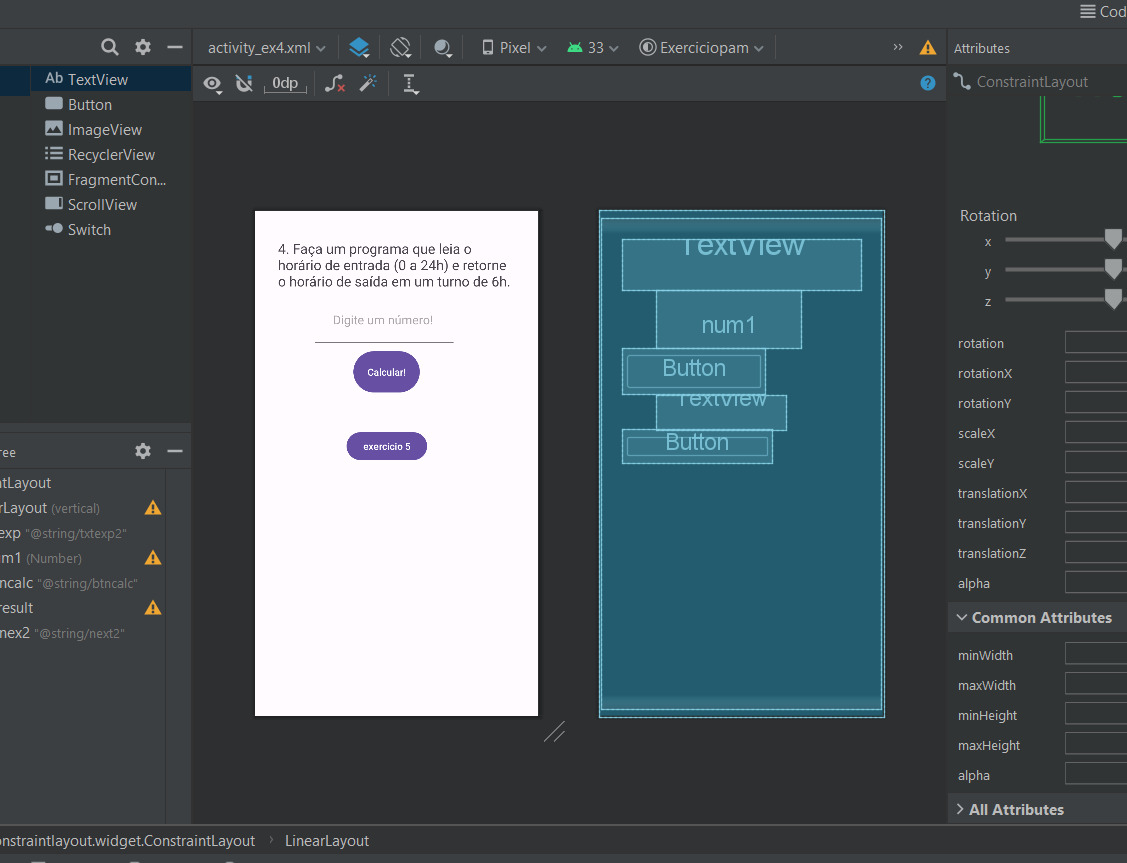 Cod
activity_ex4.xml
Pixel
33
Exerciciopam
Attributes
Ab TextView
Button
ImageView
RecyclerView
FragmentCon...
ScrollView
Switch
0dp
?
ConstraintLayout
4. Faça um programa que leia o
horário de entrada (0 a 24h) e retorne
o horário de saída em um turno de 6h.
Digite um número!
Calcular!
exercicio 5
TextView
num1
Button
TextView
Button
Rotation
x
y
z
rotation
rotationX
rotationY
scaleX
scaleY
translationX
translationY
translationZ
alpha
Common Attributes
minWidth
maxWidth
minHeight
maxHeight
alpha
All Attributes
ree
ntLayout
rLayout (vertical)
exp "@string/txtexp2"
m1 (Number)
ncalc "@string/btncalc"
result
nex2 "@string/next2"
onstraintlayout.widget.ConstraintLayout
LinearLayout